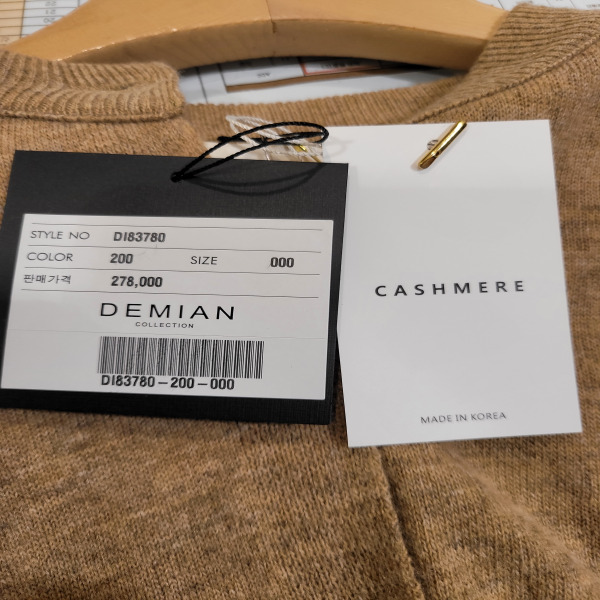 STYLE NO DI83780
COLOR 200 SIZE 000
판매가격 278,000
DEMIAN
COLLECTION
DI83780-200-000
CASHMERE
MADE IN KOREA